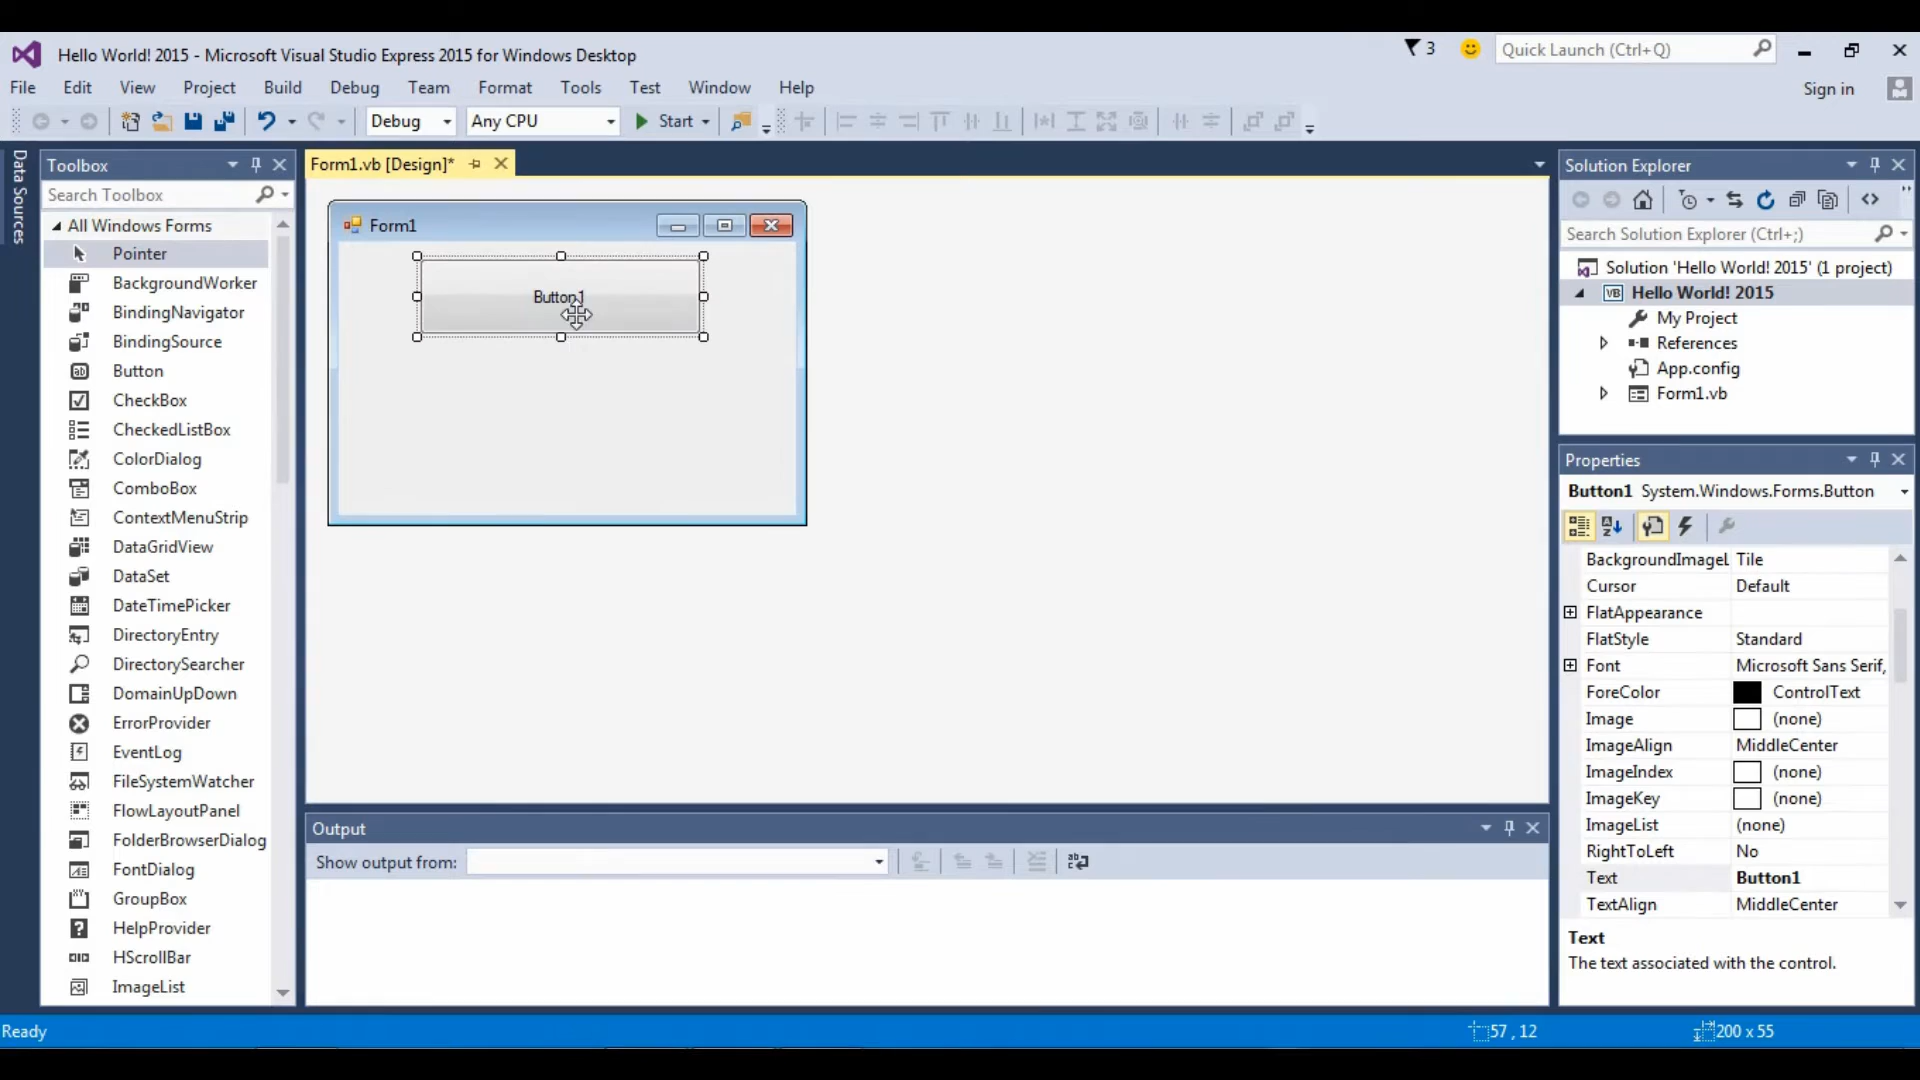 Hello World! 2015 - Microsoft Visual Studio Express 2015 for Windows Desktop
3
Quick Launch (Ctrl+Q)
File Edit View Project Build Debug Team Format Tools Test Window Help
Sign in
Debug Any CPU Start
Data Sources
Toolbox
Search Toolbox
All Windows Forms
Pointer
BackgroundWorker
BindingNavigator
BindingSource
Button
CheckBox
CheckedListBox
ColorDialog
ComboBox
ContextMenuStrip
DataGridView
DataSet
DateTimePicker
DirectoryEntry
DirectorySearcher
DomainUpDown
ErrorProvider
EventLog
FileSystemWatcher
FlowLayoutPanel
FolderBrowserDialog
FontDialog
GroupBox
HelpProvider
HScrollBar
ImageList
Form1.vb [Design]*
Form1
Button1
Output
Show output from:
Solution Explorer
Search Solution Explorer (Ctrl+;)
Solution 'Hello World! 2015' (1 project)
VB Hello World! 2015
My Project
References
App.config
Form1.vb
Properties
Button1 System.Windows.Forms.Button
BackgroundImageL Tile
Cursor Default
FlatAppearance
FlatStyle Standard
Font Microsoft Sans Serif,
ForeColor ControlText
Image (none)
ImageAlign MiddleCenter
ImageIndex (none)
ImageKey (none)
ImageList (none)
RightToLeft No
Text Button1
TextAlign MiddleCenter
Text
The text associated with the control.
Ready
57 , 12
200 x 55